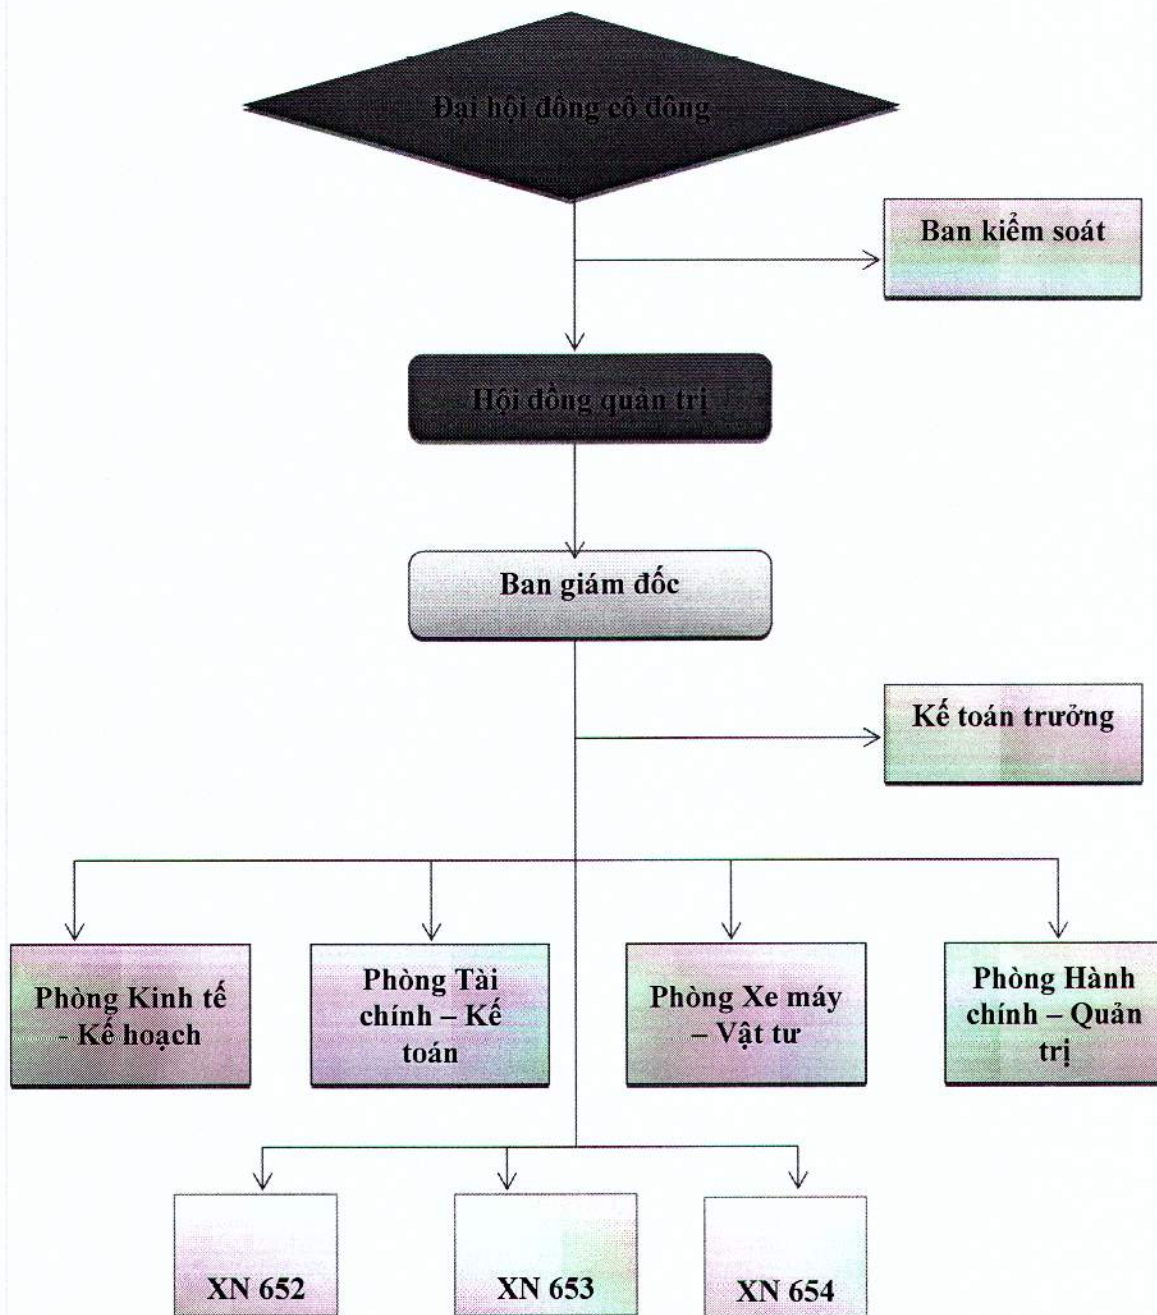 Đại hội đồng cổ đông
Ban kiểm soát
Hội đồng quản trị
Ban giám đốc
Kế toán trưởng
Phòng Kinh tế
- Kế hoạch
Phòng Tài
chính – Kế
toán
Phòng Xe máy
– Vật tư
Phòng Hành
chính – Quản
trị
XN 652
XN 653
XN 654